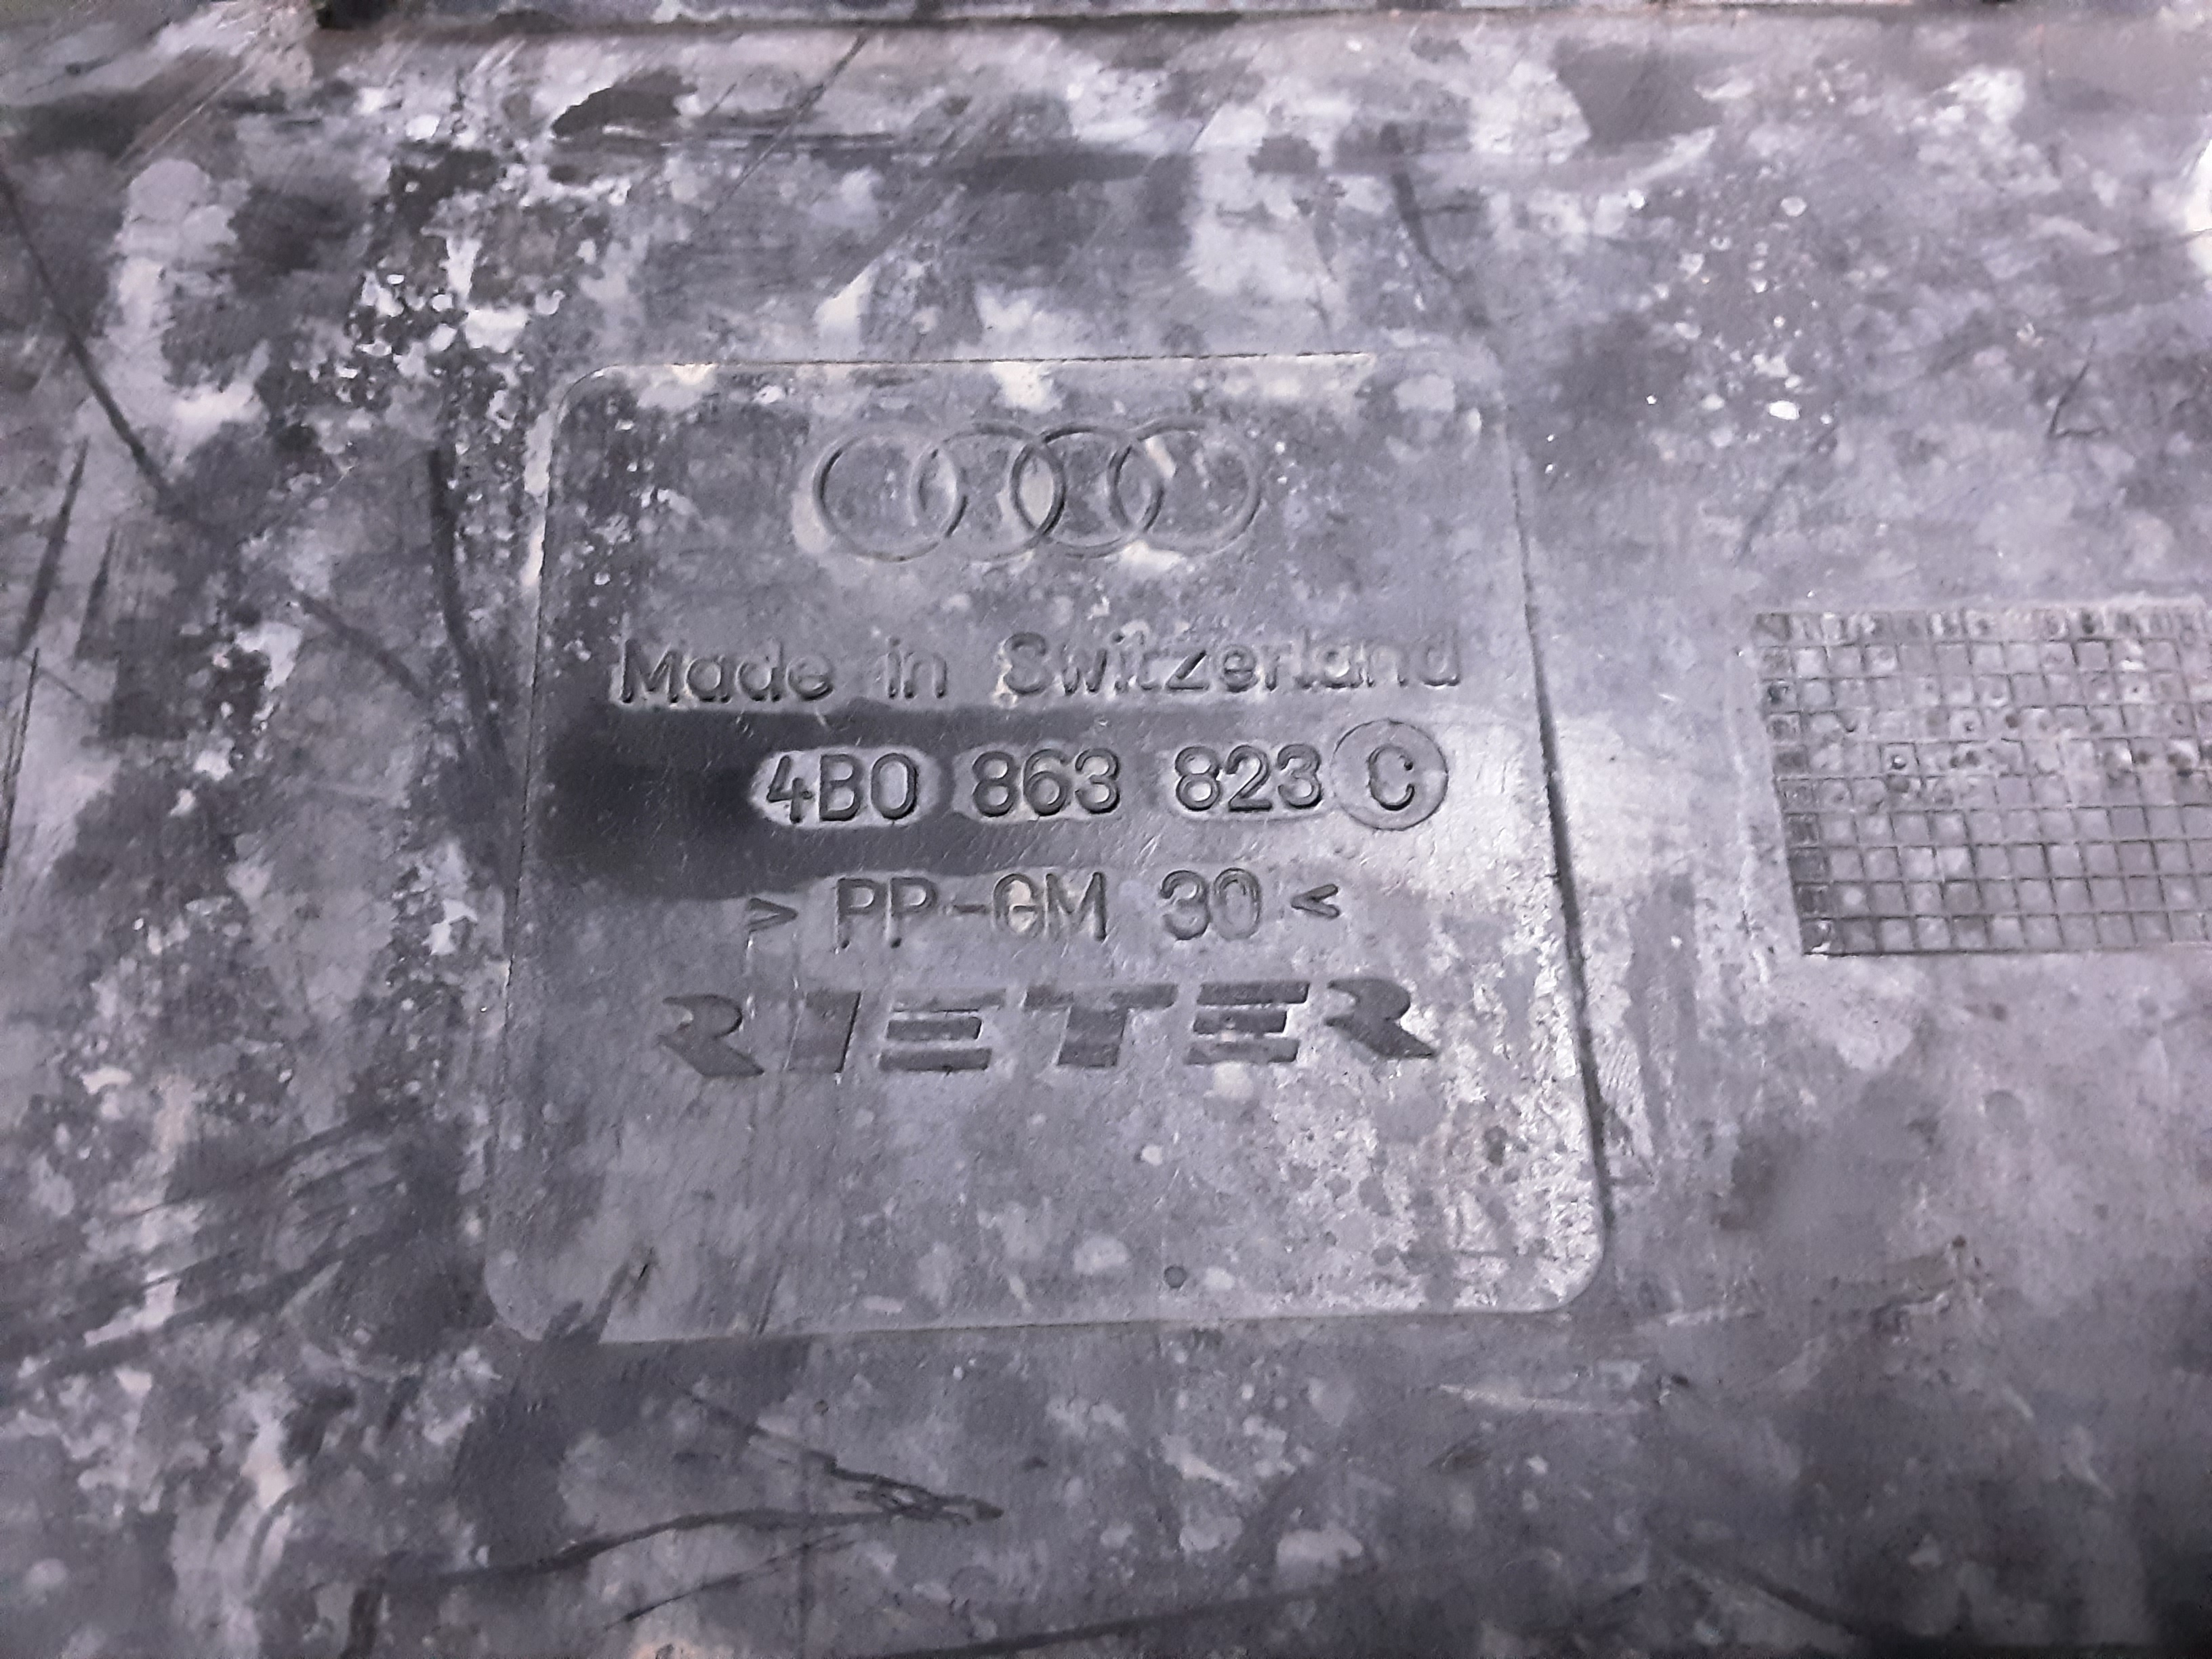 Made in Switzerland
4B0 863 823 C
> PP-GM 30 <
RIETER